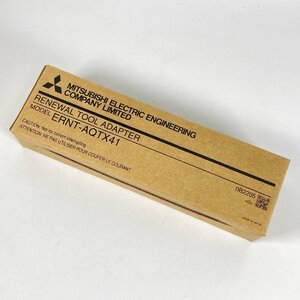 MITSUBISHI ELECTRIC ENGINEERING
COMPANY LIMITED
RENEWAL TOOL ADAPTER
MODEL ERNT-AQTX41
CAUTION: Not for current interrupting
ATTENTION: NE PAS UTILISER POUR COUPER LE COURANT
DB2205